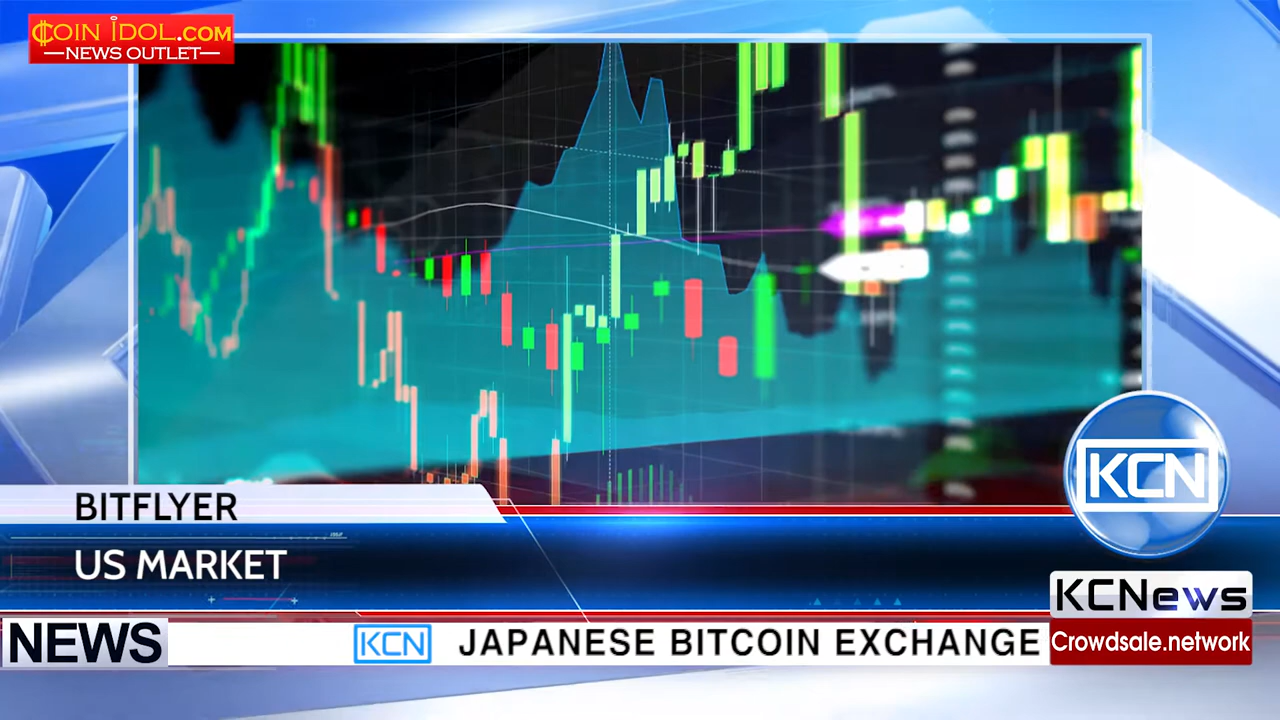 COIN IDOL.COM
NEWS OUTLET
BITFLYER
US MARKET
KCN
KCNews
NEWS
KCN JAPANESE BITCOIN EXCHANGE
Crowdsale.network